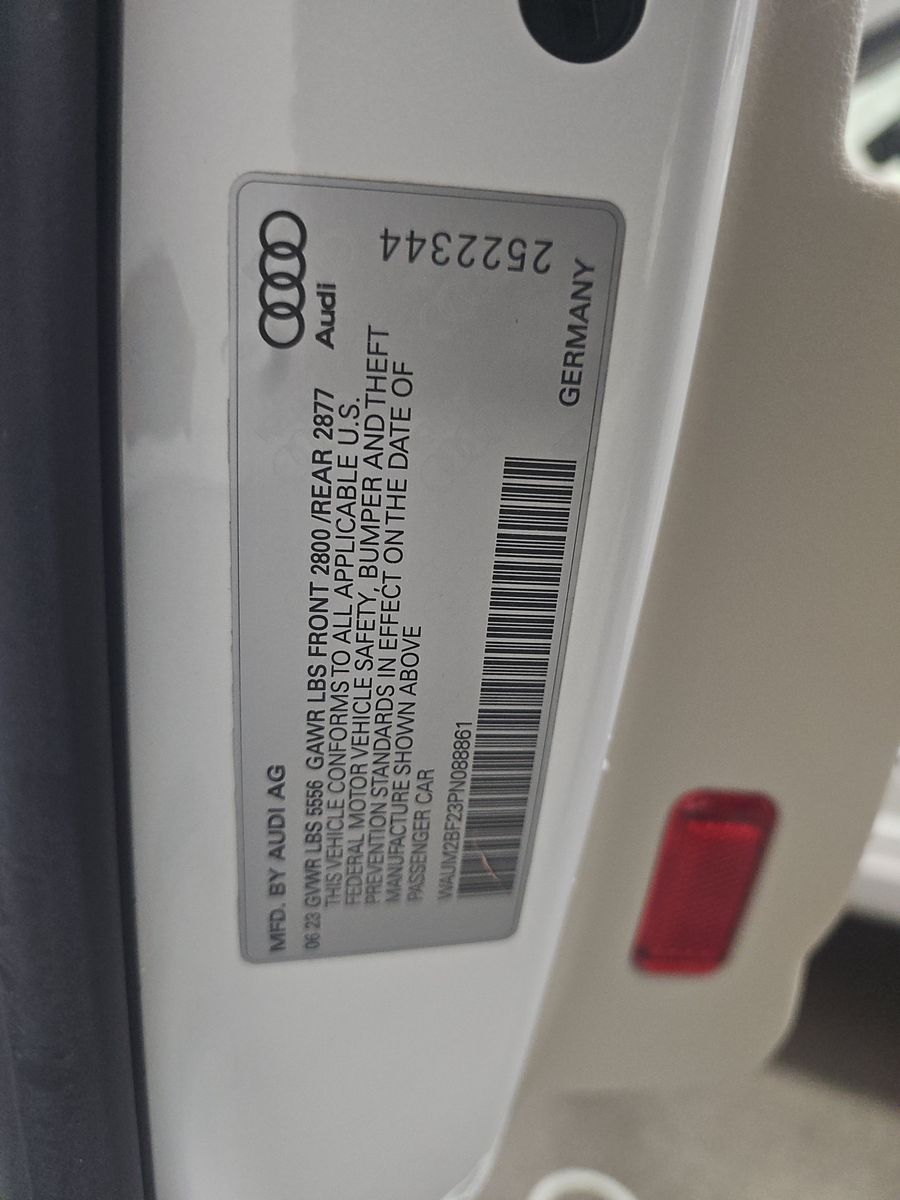 MFD. BY AUDI AG
06 23 GVWR LBS 5556 GAWR LBS FRONT 2800 /REAR 2877
THIS VEHICLE CONFORMS TO ALL APPLICABLE U.S.
FEDERAL MOTOR VEHICLE SAFETY, BUMPER AND THEFT
PREVENTION STANDARDS IN EFFECT ON THE DATE OF
MANUFACTURE SHOWN ABOVE
PASSENGER CAR
WAUM2BF23PN088861
Audi
2522344
GERMANY